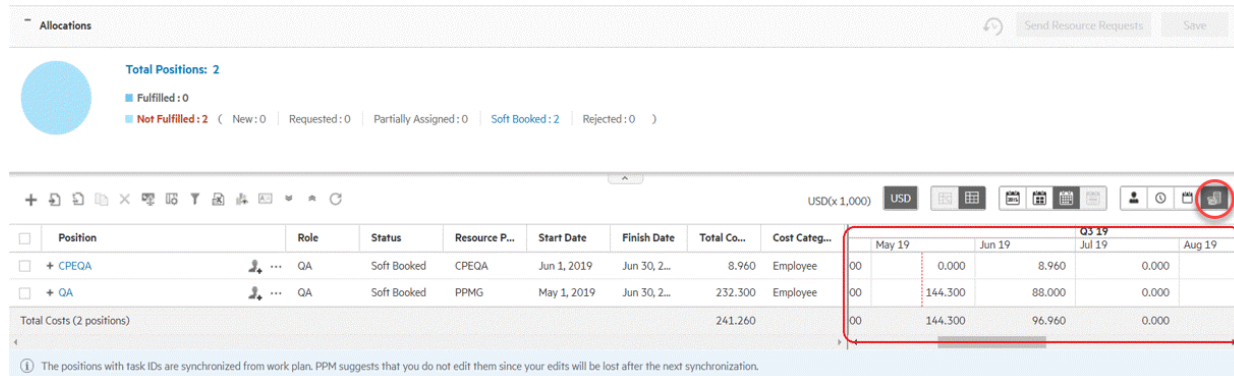 − Allocations Send Resource Requests Save
Total Positions: 2
Fulfilled : 0
Not Fulfilled : 2 ( New : 0 Requested : 0 Partially Assigned : 0 Soft Booked : 2 Rejected : 0 )
USD(x 1,000) USD
Position Role Status Resource P... Start Date Finish Date Total Co... Cost Categ... Q3 19
May 19 Jun 19 Jul 19 Aug 19
+ CPEQA ... QA Soft Booked CPEQA Jun 1, 2019 Jun 30, 2... 8.960 Employee 00 0.000 8.960 0.000
+ QA ... QA Soft Booked PPMG May 1, 2019 Jun 30, 2... 232.300 Employee 00 144.300 88.000 0.000
Total Costs (2 positions) 241.260 00 144.300 96.960 0.000
The positions with task IDs are synchronized from work plan. PPM suggests that you do not edit them since your edits will be lost after the next synchronization.